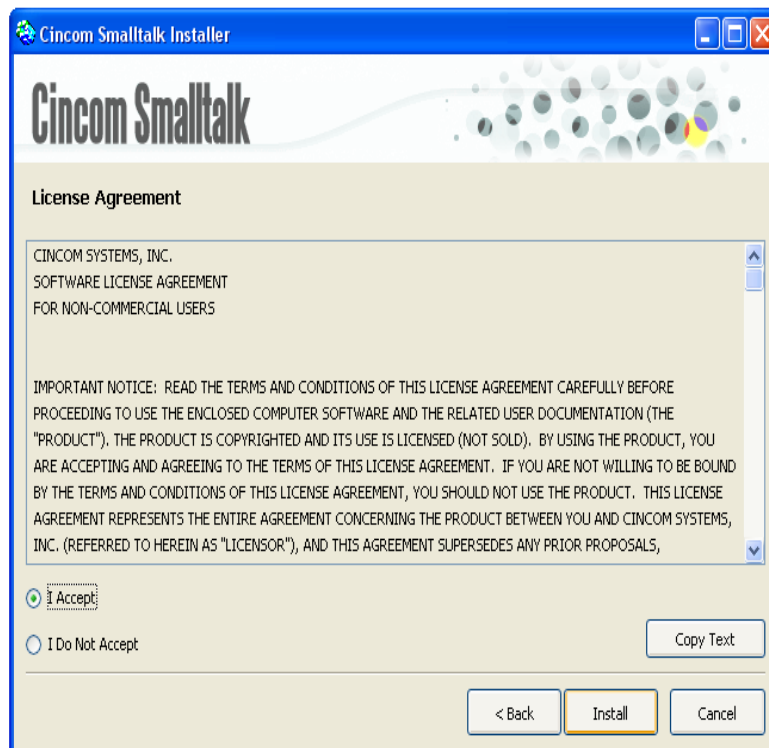 Cincom Smalltalk Installer
Cincom Smalltalk
License Agreement
CINCOM SYSTEMS, INC.
SOFTWARE LICENSE AGREEMENT
FOR NON-COMMERCIAL USERS
IMPORTANT NOTICE:  READ THE TERMS AND CONDITIONS OF THIS LICENSE AGREEMENT CAREFULLY BEFORE
PROCEEDING TO USE THE ENCLOSED COMPUTER SOFTWARE AND THE RELATED USER DOCUMENTATION (THE
"PRODUCT"). THE PRODUCT IS COPYRIGHTED AND ITS USE IS LICENSED (NOT SOLD).  BY USING THE PRODUCT, YOU
ARE ACCEPTING AND AGREEING TO THE TERMS OF THIS LICENSE AGREEMENT.  IF YOU ARE NOT WILLING TO BE BOUND
BY THE TERMS AND CONDITIONS OF THIS LICENSE AGREEMENT, YOU SHOULD NOT USE THE PRODUCT.  THIS LICENSE
AGREEMENT REPRESENTS THE ENTIRE AGREEMENT CONCERNING THE PRODUCT BETWEEN YOU AND CINCOM SYSTEMS,
INC. (REFERRED TO HEREIN AS "LICENSOR"), AND THIS AGREEMENT SUPERSEDES ANY PRIOR PROPOSALS,
I Accept
I Do Not Accept
Copy Text
< Back
Install
Cancel